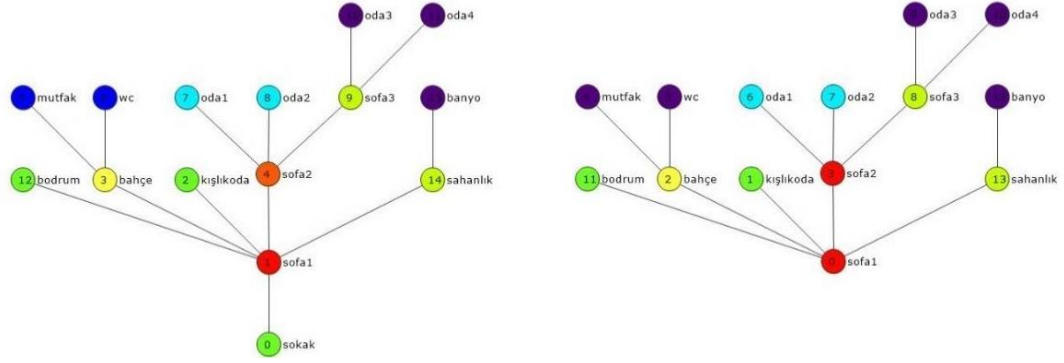 oda3 oda4 oda3 oda4
mutfak wc 7 oda1 8 oda2 9 sofa3 banyo mutfak wc 6 oda1 7 oda2 8 sofa3 banyo
12 bodrum 3 bahçe 2 kışlıkoda 4 sofa2 14 sahanlık 11 bodrum 2 bahçe 1 kışlıkoda 3 sofa2 13 sahanlık
1 sofa1 0 sofa1
0 sokak